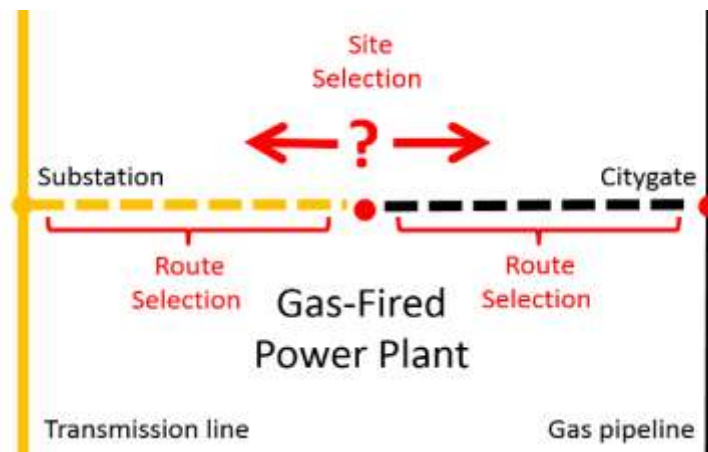 Site
Selection
?
Substation
Citygate
Route
Selection
Route
Selection
Gas-Fired
Power Plant
Transmission line
Gas pipeline